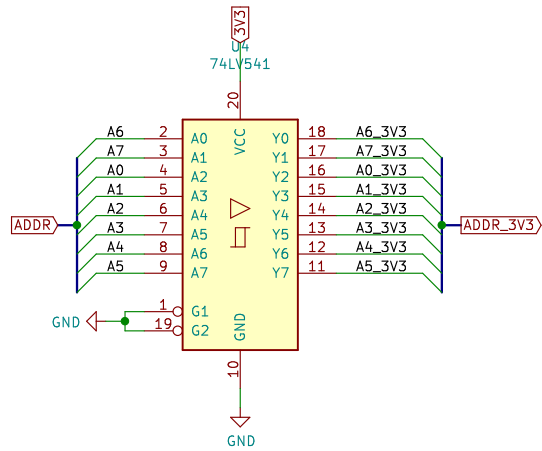 3V3
U4
74LV541
20
VCC
A6 2 A0 Y0 18 A6_3V3
A7 3 A1 Y1 17 A7_3V3
A0 4 A2 Y2 16 A0_3V3
A1 5 A3 Y3 15 A1_3V3
A2 6 A4 Y4 14 A2_3V3
ADDR
ADDR_3V3
A3 7 A5 Y5 13 A3_3V3
A4 8 A6 Y6 12 A4_3V3
A5 9 A7 Y7 11 A5_3V3
1 G1
GND
19 G2
GND
10
GND